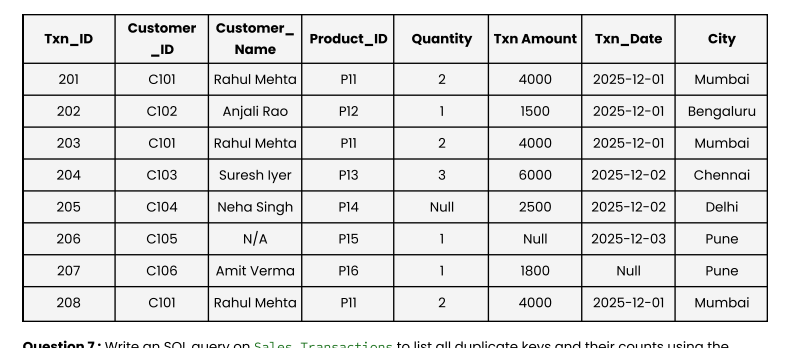 Txn_ID Customer_ID Customer_Name Product_ID Quantity Txn Amount Txn_Date City
201 C101 Rahul Mehta P11 2 4000 2025-12-01 Mumbai
202 C102 Anjali Rao P12 1 1500 2025-12-01 Bengaluru
203 C101 Rahul Mehta P11 2 4000 2025-12-01 Mumbai
204 C103 Suresh Iyer P13 3 6000 2025-12-02 Chennai
205 C104 Neha Singh P14 Null 2500 2025-12-02 Delhi
206 C105 N/A P15 1 Null 2025-12-03 Pune
207 C106 Amit Verma P16 1 1800 Null Pune
208 C101 Rahul Mehta P11 2 4000 2025-12-01 Mumbai
Question 7 : Write an SQL query on Sales_Transactions to list all duplicate keys and their counts using the